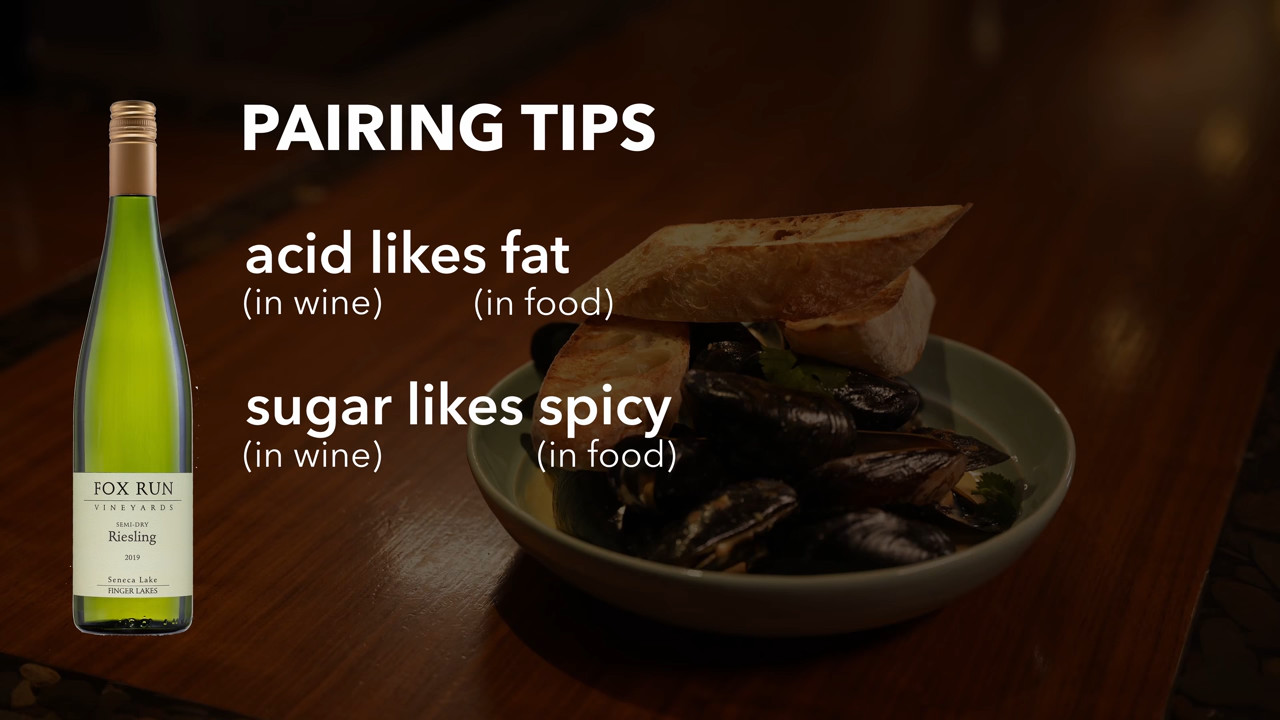 PAIRING TIPS
acid likes fat
(in wine) (in food)
sugar likes spicy
(in wine) (in food)
FOX RUN
VINEYARDS
SEMI-DRY
Riesling
2019
Seneca Lake
FINGER LAKES